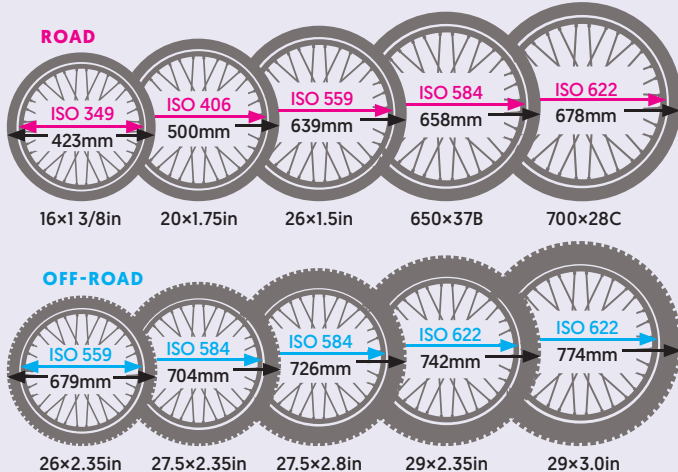 ROAD
ISO 349
423mm
ISO 406
500mm
ISO 559
639mm
ISO 584
658mm
ISO 622
678mm
16×1 3/8in
20×1.75in
26×1.5in
650×37B
700×28C
OFF-ROAD
ISO 559
679mm
ISO 584
704mm
ISO 584
726mm
ISO 622
742mm
ISO 622
774mm
26×2.35in
27.5×2.35in
27.5×2.8in
29×2.35in
29×3.0in